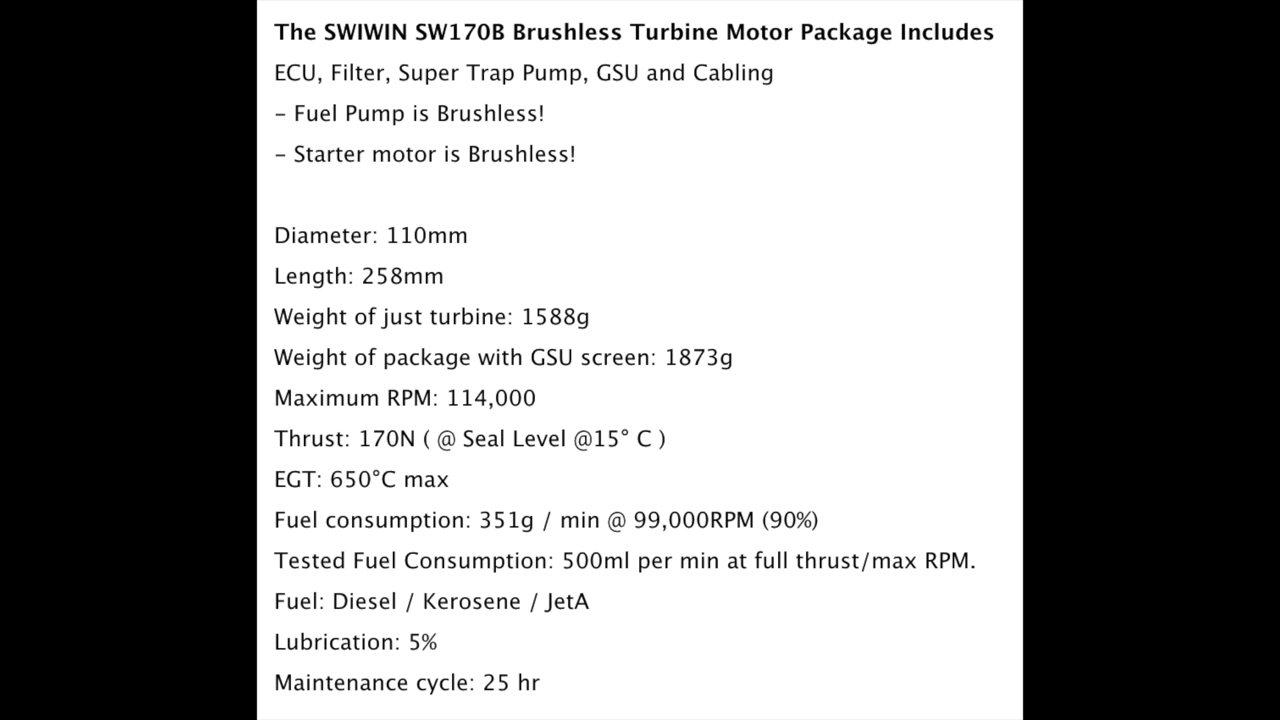 The SWIWIN SW170B Brushless Turbine Motor Package Includes
ECU, Filter, Super Trap Pump, GSU and Cabling
– Fuel Pump is Brushless!
– Starter motor is Brushless!
Diameter: 110mm
Length: 258mm
Weight of just turbine: 1588g
Weight of package with GSU screen: 1873g
Maximum RPM: 114,000
Thrust: 170N ( @ Seal Level @15° C )
EGT: 650°C max
Fuel consumption: 351g / min @ 99,000RPM (90%)
Tested Fuel Consumption: 500ml per min at full thrust/max RPM.
Fuel: Diesel / Kerosene / JetA
Lubrication: 5%
Maintenance cycle: 25 hr